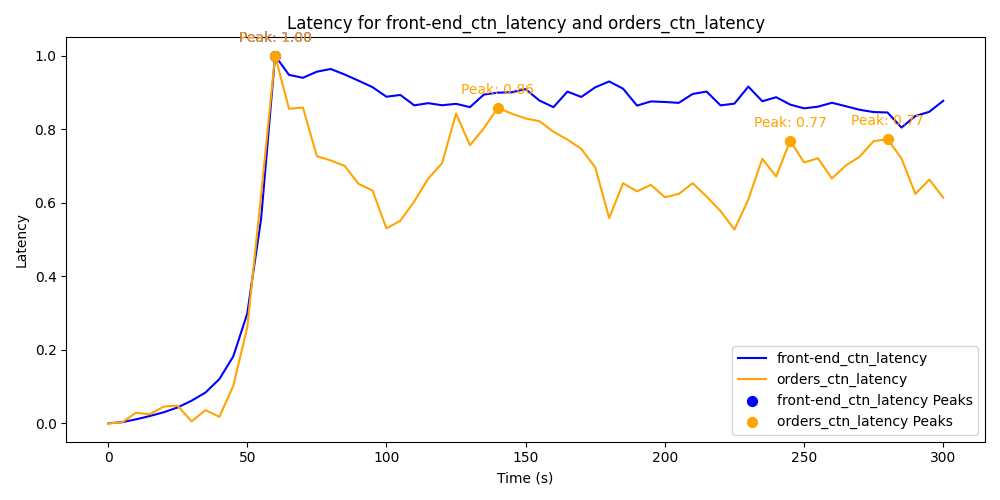 Latency for front-end_ctn_latency and orders_ctn_latency
Peak: 1.00
Peak: 0.86
Peak: 0.77
Peak: 0.77
Latency
1.0
0.8
0.6
0.4
0.2
0.0
0 50 100 150 200 250 300
Time (s)
front-end_ctn_latency
orders_ctn_latency
front-end_ctn_latency Peaks
orders_ctn_latency Peaks